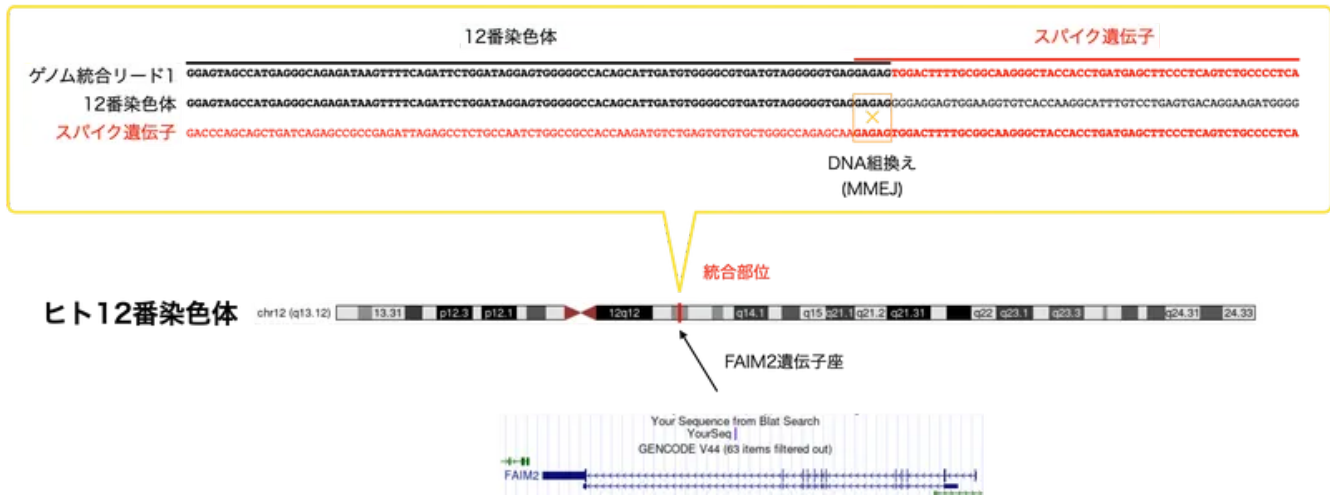 12番染色体 スパイク遺伝子
ゲノム統合リード1 GGAGTAGCCATGAGGGCAGAGATAAGTTTTCAGATTCTGGATAGGAGTGGGGGCCACAGCATTGATGTGGGGCGTGATGTAGGGGGTGAGGAGAGTGGACTTTTGCGGCAAGGGCTACCACCTGATGAGCTTCCCTCAGTCTGCCCCTCA
12番染色体 GGAGTAGCCATGAGGGCAGAGATAAGTTTTCAGATTCTGGATAGGAGTGGGGGCCACAGCATTGATGTGGGGCGTGATGTAGGGGGTGAGGAGAGGGGAGGAGTGGAAGGTGTCACCAAGGCATTTGTCCTGAGTGACAGGAAGATGGGG
スパイク遺伝子 GACCCAGCAGCTGATCAGAGCCGCCGAGATTAGAGCCTCTGCCAATCTGGCCGCCACCAAGATGTCTGAGTGTGTGCTGGGCCAGAGCAAGAGAGTGGACTTTTGCGGCAAGGGCTACCACCTGATGAGCTTCCCTCAGTCTGCCCCTCA
DNA組換え
(MMEJ)
統合部位
ヒト12番染色体 chr12 (q13.12) 13.31 p12.3 p12.1 12q12 q14.1 q15 q21.1 q21.2 q21.31 q22 q23.1 q23.3 q24.31 24.33
FAIM2遺伝子座
Your Sequence from Blat Search
YourSeq
GENCODE V44 (63 items filtered out)
FAIM2